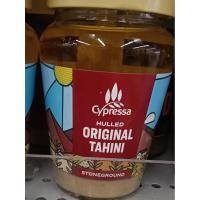 Cypressa
HULLED
ORIGINAL
TAHINI
STONEGROUND